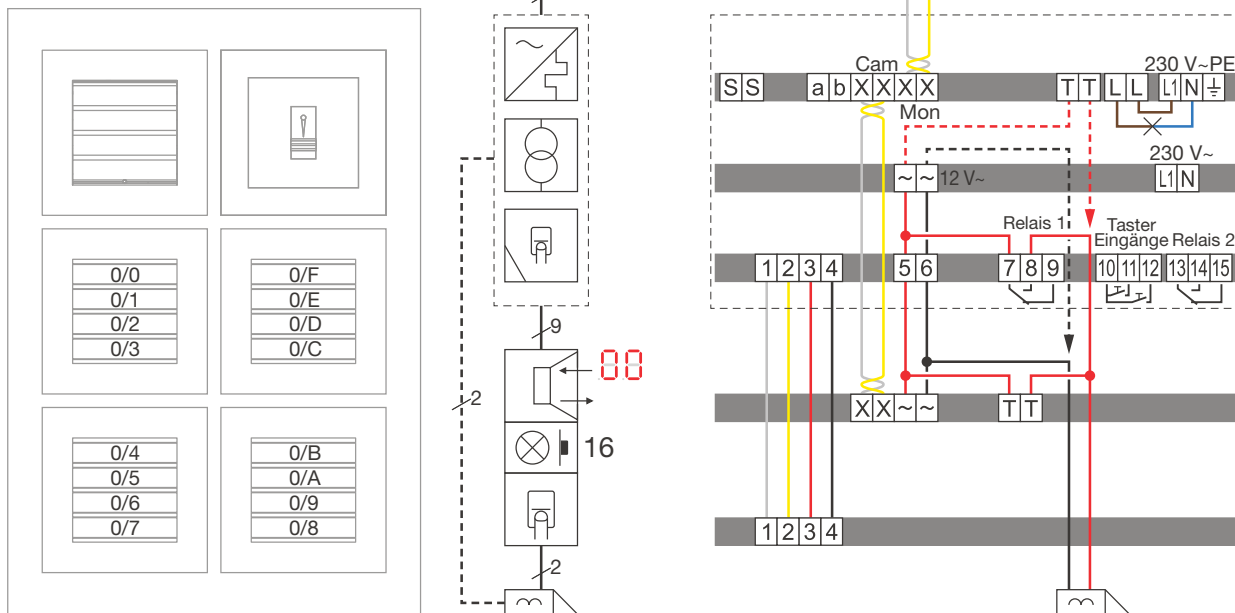 0/0
0/1
0/2
0/3
0/F
0/E
0/D
0/C
0/4
0/5
0/6
0/7
0/B
0/A
0/9
0/8
~
2
9
00
16
2
Cam
230 V~PE
S S
a b X X X X
T T
L L
L1 N
Mon
230 V~
~ ~ 12 V~
L1 N
Relais 1
Taster
Eingänge Relais 2
1 2 3 4
5 6
7 8 9
10 11 12
13 14 15
X X ~ ~
T T
1 2 3 4